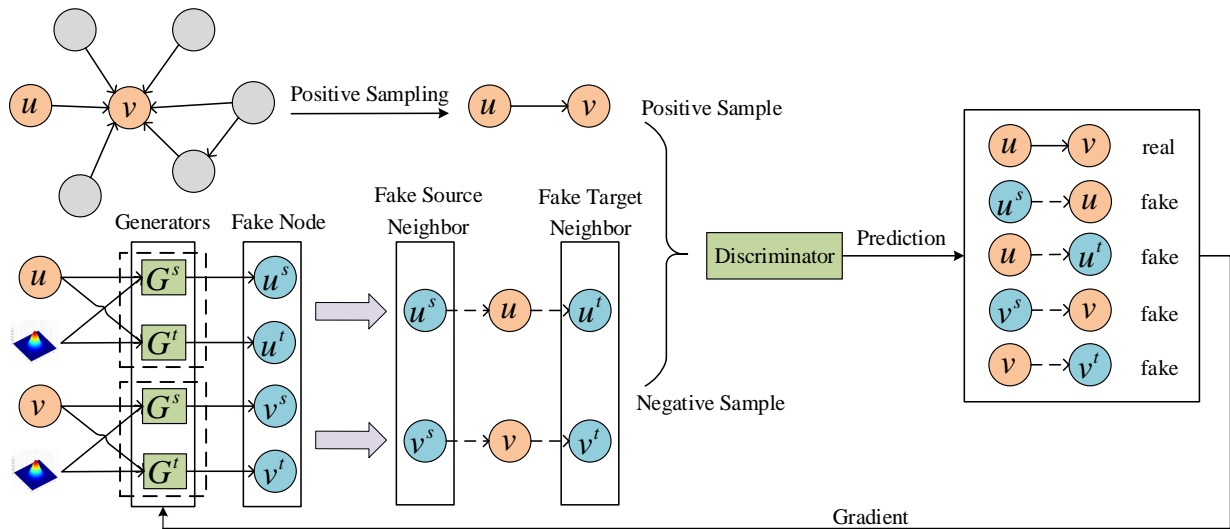 u
v
Positive Sampling
u
v
Positive Sample
Generators
Fake Node
Fake Source
Neighbor
Fake Target
Neighbor
u
G^s
u^s
G^t
u^t
v
G^s
v^s
G^t
v^t
u^s
u
u^t
v^s
v
v^t
Negative Sample
Discriminator
Prediction
u v real
u^s u fake
u u^t fake
v^s v fake
v v^t fake
Gradient